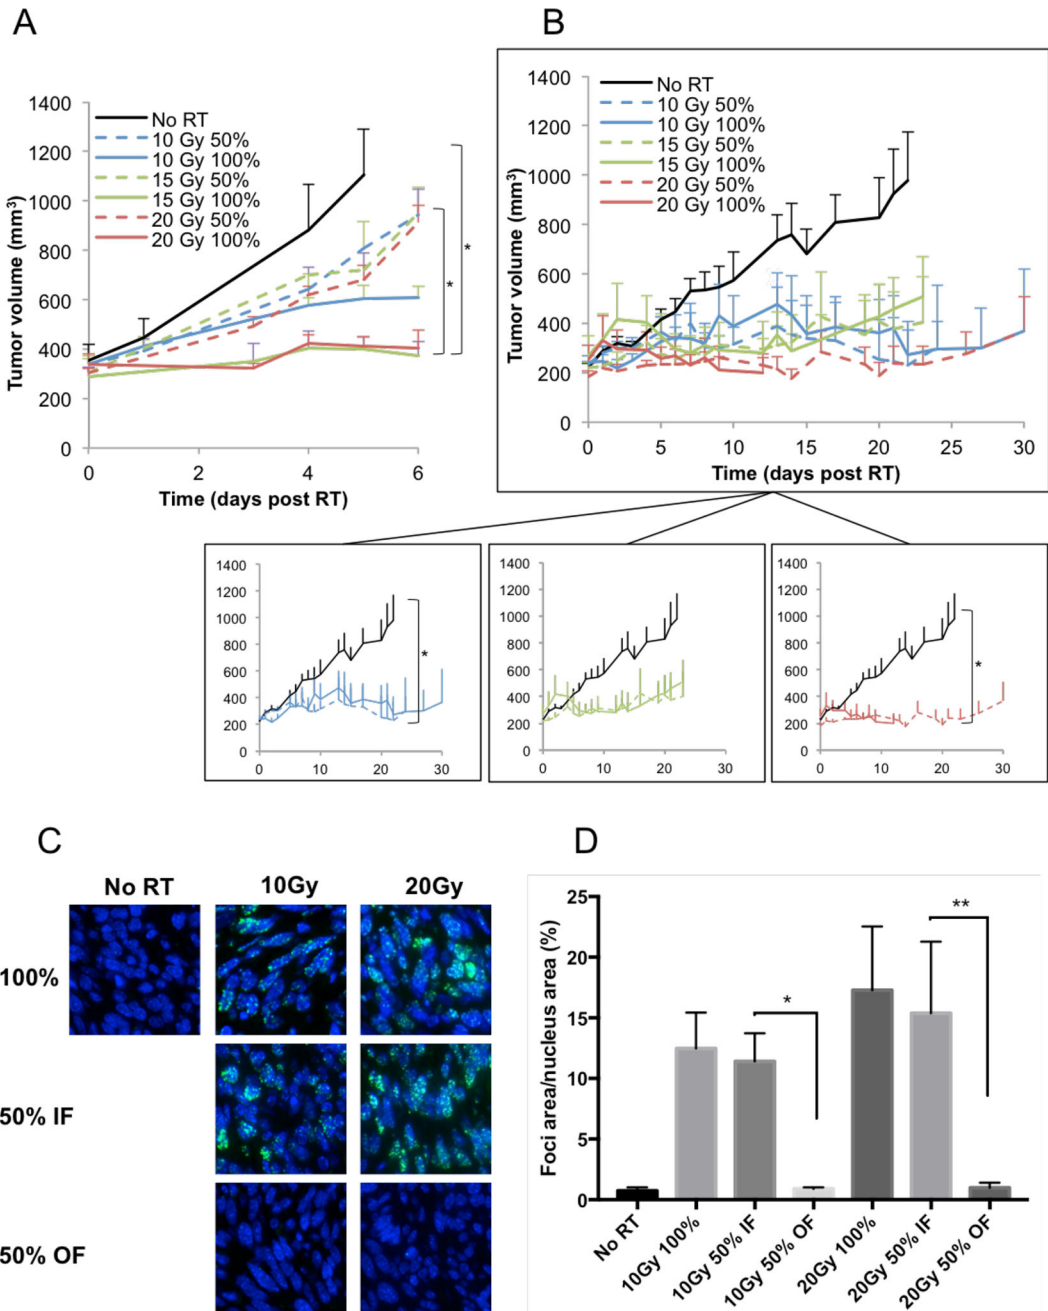 A
Tumor volume (mm³)
1400
1200
1000
800
600
400
200
0
No RT
10 Gy 50%
10 Gy 100%
15 Gy 50%
15 Gy 100%
20 Gy 50%
20 Gy 100%
*
*
0 2 4 6
Time (days post RT)
B
Tumor volume (mm³)
1400
1200
1000
800
600
400
200
0
No RT
10 Gy 50%
10 Gy 100%
15 Gy 50%
15 Gy 100%
20 Gy 50%
20 Gy 100%
0 5 10 15 20 25 30
Time (days post RT)
1400
1200
1000
800
600
400
200
0
*
0 10 20 30
1400
1200
1000
800
600
400
200
0
0 10 20 30
1400
1200
1000
800
600
400
200
0
*
0 10 20 30
C
No RT 10Gy 20Gy
100%
50% IF
50% OF
D
Foci area/nucleus area (%)
25
20
15
10
5
0
*
**
No RT
10Gy 100%
10Gy 50% IF
10Gy 50% OF
20Gy 100%
20Gy 50% IF
20Gy 50% OF